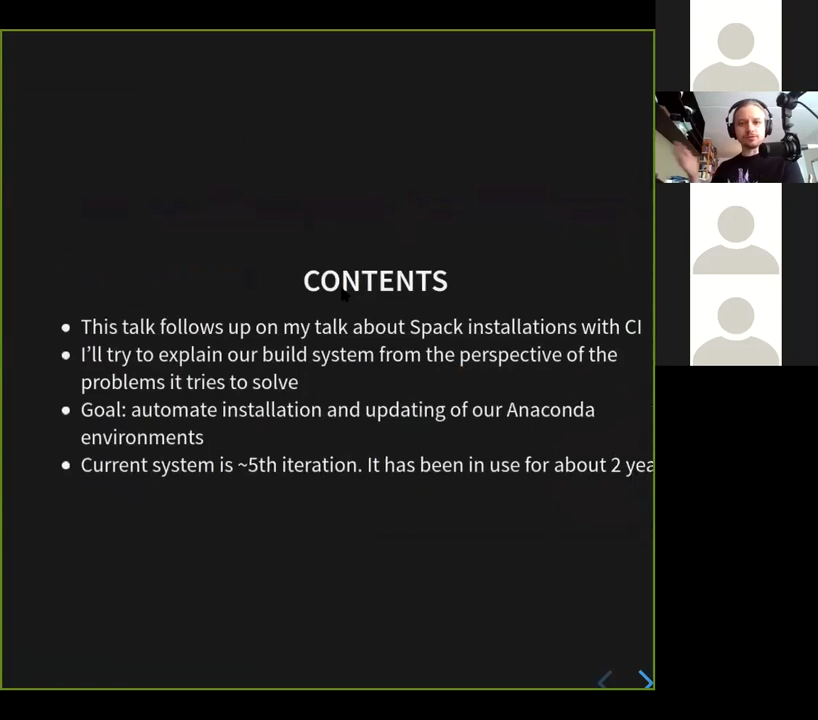 CONTENTS
• This talk follows up on my talk about Spack installations with CI
• I'll try to explain our build system from the perspective of the
problems it tries to solve
• Goal: automate installation and updating of our Anaconda
environments
• Current system is ~5th iteration. It has been in use for about 2 yea